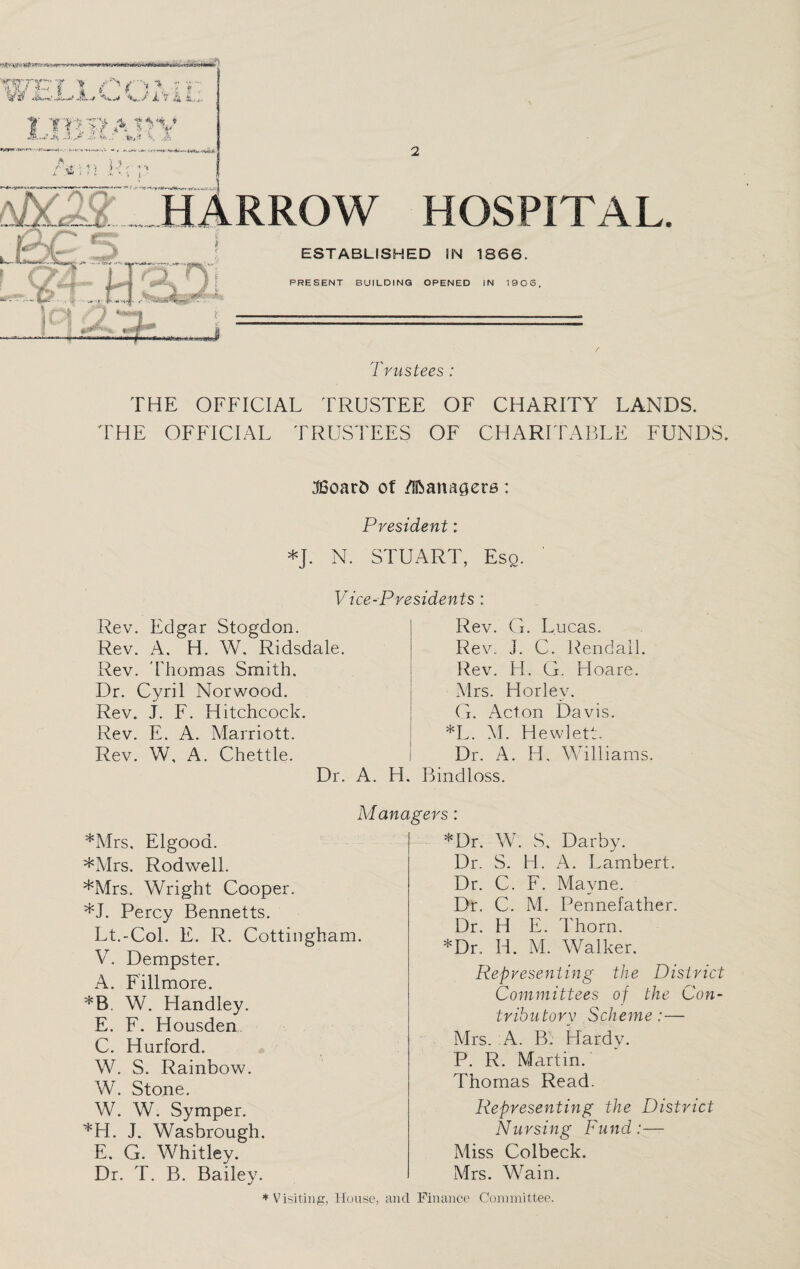 WELLCOME
LIBRARY
Ann Rep
2
HARROW HOSPITAL.
ESTABLISHED IN 1866.
PRESENT BUILDING OPENED IN 1906.
Trustees :
THE OFFICIAL TRUSTEE OF CHARITY LANDS.
THE OFFICIAL TRUSTEES OF CHARITABLE FUNDS.
Board of Managers :
President :
*J. N. STUART, Esq.
Vice-Presidents :
Rev. Edgar Stogdon.
Rev. A. H. W. Ridsdale.
Rev. Thomas Smith.
Dr. Cyril Norwood.
Rev. J. F. Hitchcock.
Rev. E. A. Marriott.
Rev. W. A. Chettle.
Rev. G. Lucas.
Rev. J. C. Rendall.
Rev. H. G. Hoare.
Mrs. Horley.
G. Acton Davis.
*L. M. Hewlett.
Dr. A. H. Williams.
Dr. A. H. Bindloss.
Managers :
*Mrs. Elgood.
*Mrs. Rodwell.
*Mrs. Wright Cooper.
*J. Percy Bennetts.
Lt.-Col. E. R. Cottingham.
V. Dempster.
A. Fillmore.
*B. W. Handley.
E. F. Housden.
C. Hurford.
W. S. Rainbow.
W. Stone.
W. W. Symper.
*H. J. Wasbrough.
E. G. Whitley.
Dr. T. B. Bailey.
*Dr. W. S. Darby.
Dr. S. H. A. Lambert.
Dr. C. F. Mayne.
Dr. C. M. Pennefather.
Dr. H E. Thorn.
*Dr. H. M. Walker.
Representing the District
Committees of the Con-
tributory Scheme :—
Mrs. A. B. Hardy.
P. R. Martin.
Thomas Read.
Representing the District
Nursing Fund :—
Miss Colbeck.
Mrs. Wain.
* Visiting, House, and Finance Committee.